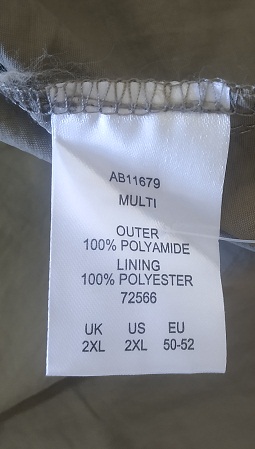 AB11679
MULTI
OUTER
100% POLYAMIDE
LINING
100% POLYESTER
72566
UK US EU
2XL 2XL 50-52